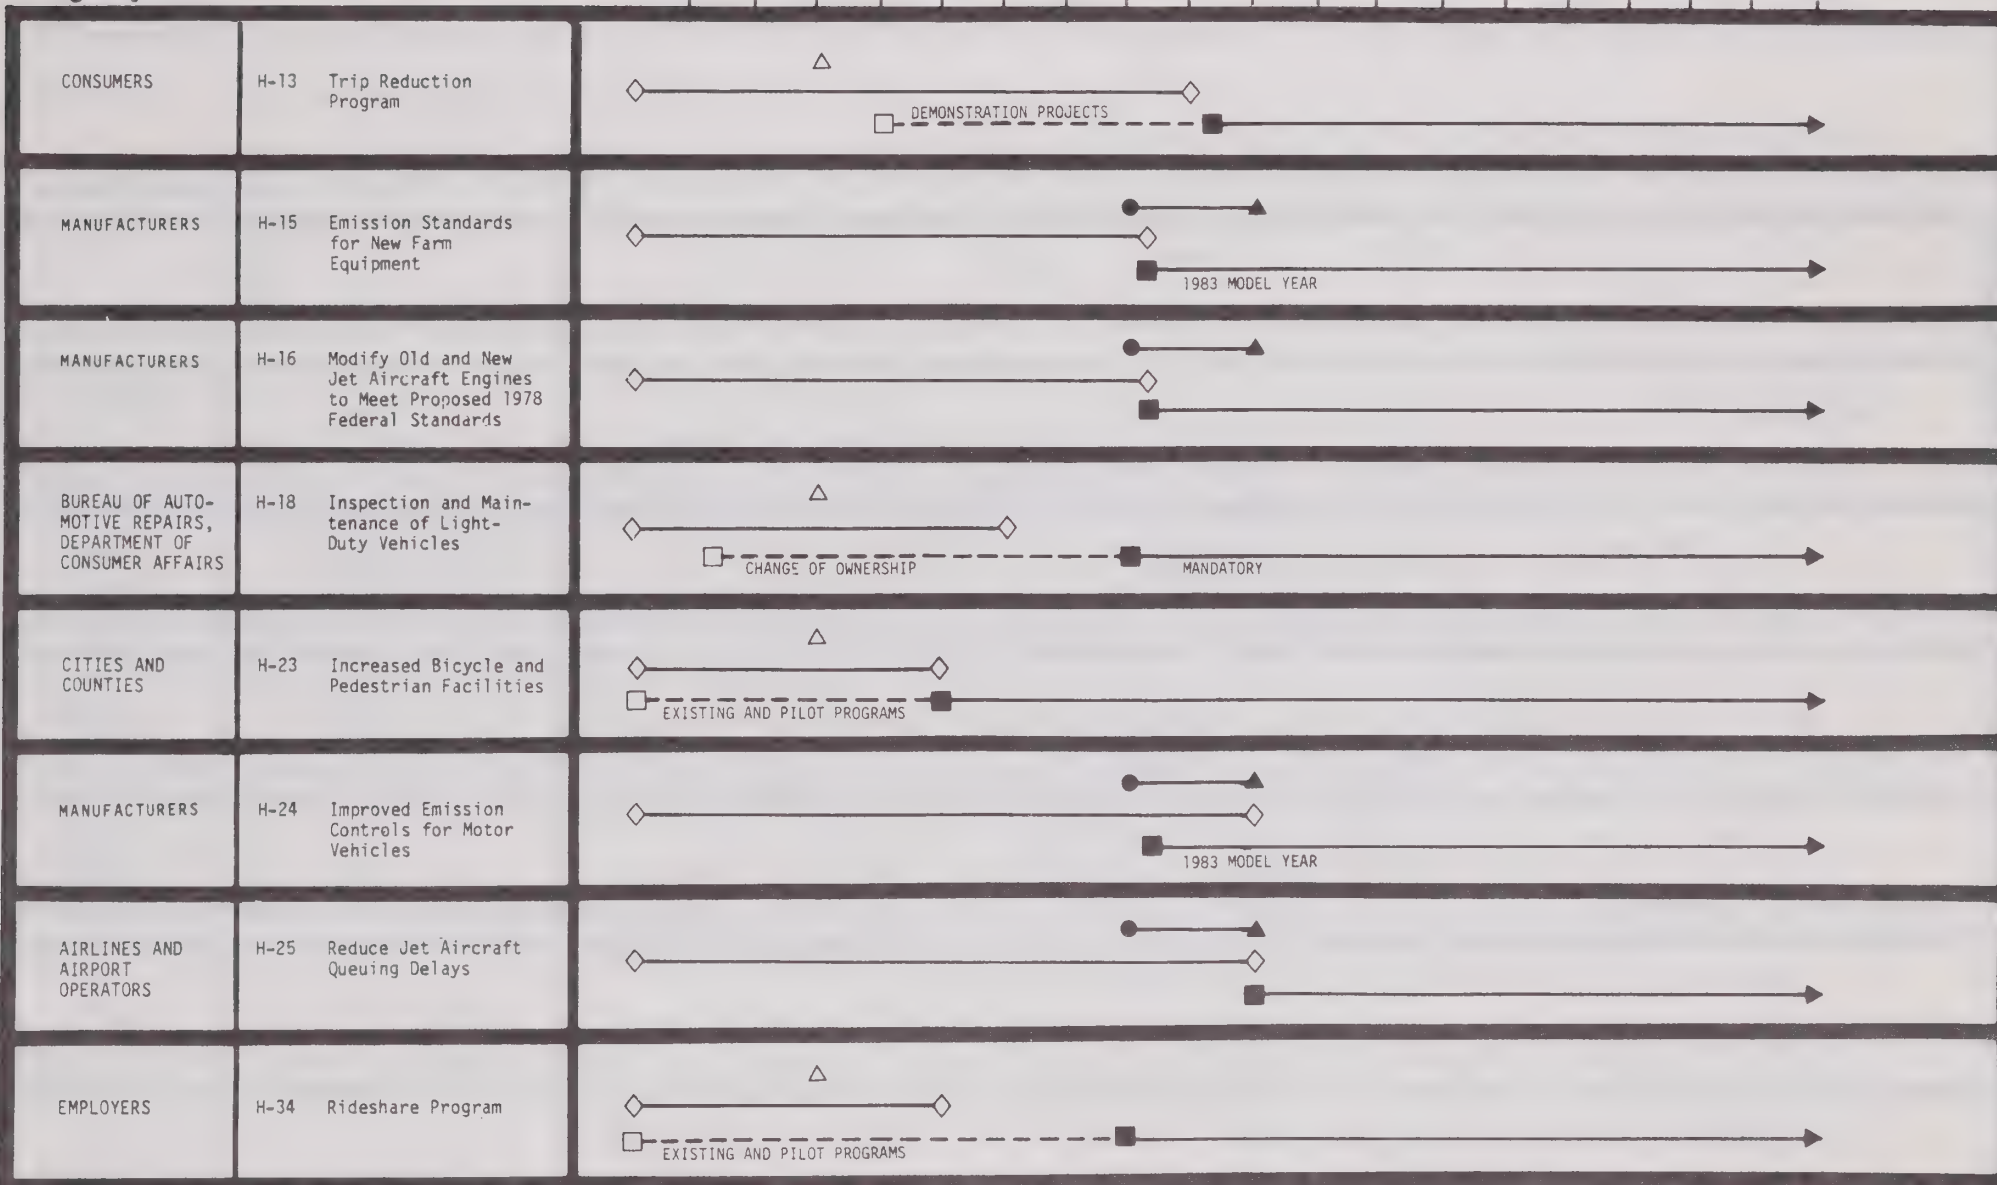 CONSUMERS
H-13 Trip Reduction
Program
DEMONSTRATION PROJECTS
MANUFACTURERS
H-15 Emission Standards
for New Farm
Equipment
1983 MODEL YEAR
MANUFACTURERS
H-16 Modify Old and New
Jet Aircraft Engines
to Meet Proposed 1978
Federal Standards
BUREAU OF AUTO-
MOTIVE REPAIRS,
DEPARTMENT OF
CONSUMER AFFAIRS
H-18 Inspection and Main-
tenance of Light-
Duty Vehicles
CHANGE OF OWNERSHIP
MANDATORY
CITIES AND
COUNTIES
H-23 Increased Bicycle and
Pedestrian Facilities
EXISTING AND PILOT PROGRAMS
MANUFACTURERS
H-24 Improved Emission
Controls for Motor
Vehicles
1983 MODEL YEAR
AIRLINES AND
AIRPORT
OPERATORS
H-25 Reduce Jet Aircraft
Queuing Delays
EMPLOYERS
H-34 Rideshare Program
EXISTING AND PILOT PROGRAMS